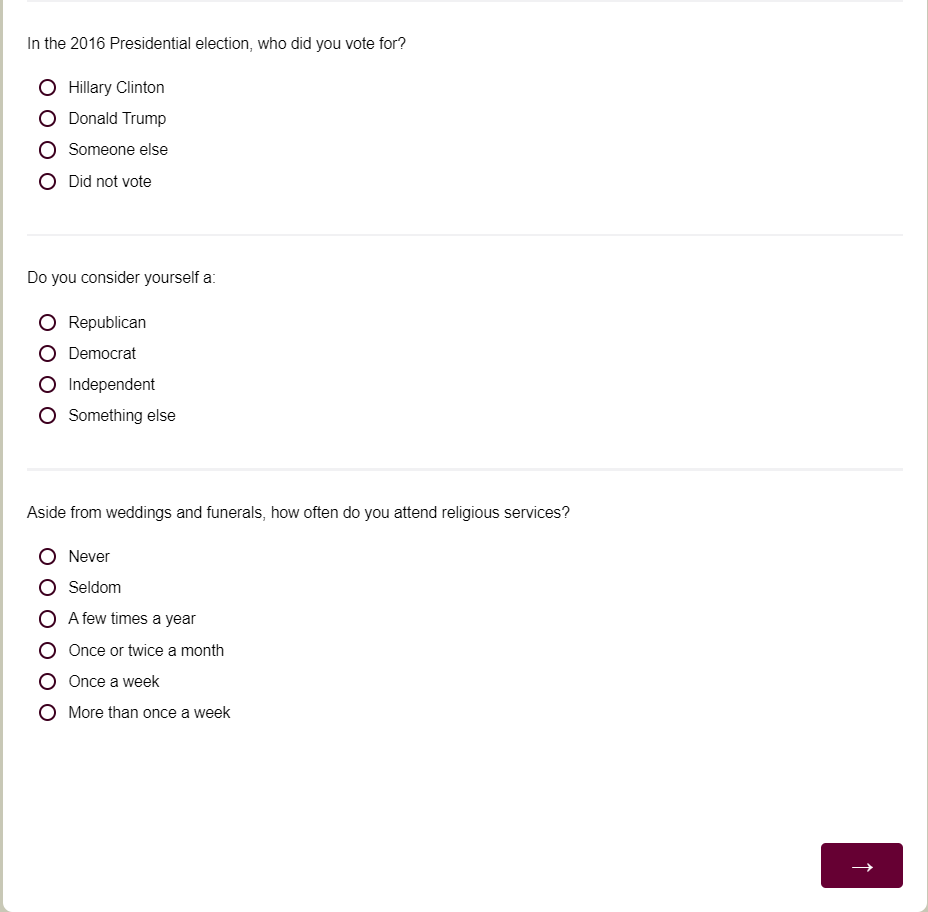 In the 2016 Presidential election, who did you vote for?
Hillary Clinton
Donald Trump
Someone else
Did not vote
Do you consider yourself a:
Republican
Democrat
Independent
Something else
Aside from weddings and funerals, how often do you attend religious services?
Never
Seldom
A few times a year
Once or twice a month
Once a week
More than once a week
→